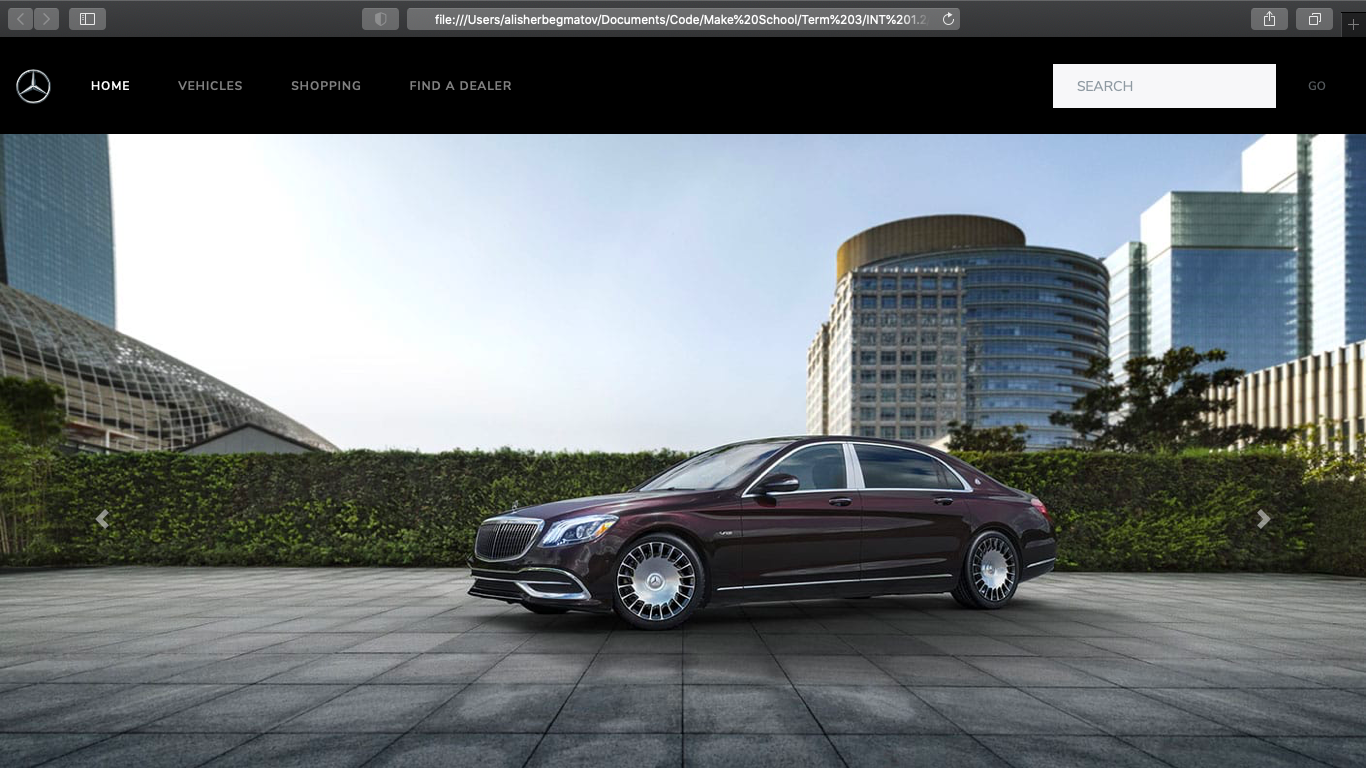 file:///Users/alisherbegmatov/Documents/Code/Make%20School/Term%203/INT%201.2
HOME VEHICLES SHOPPING FIND A DEALER SEARCH GO
V12